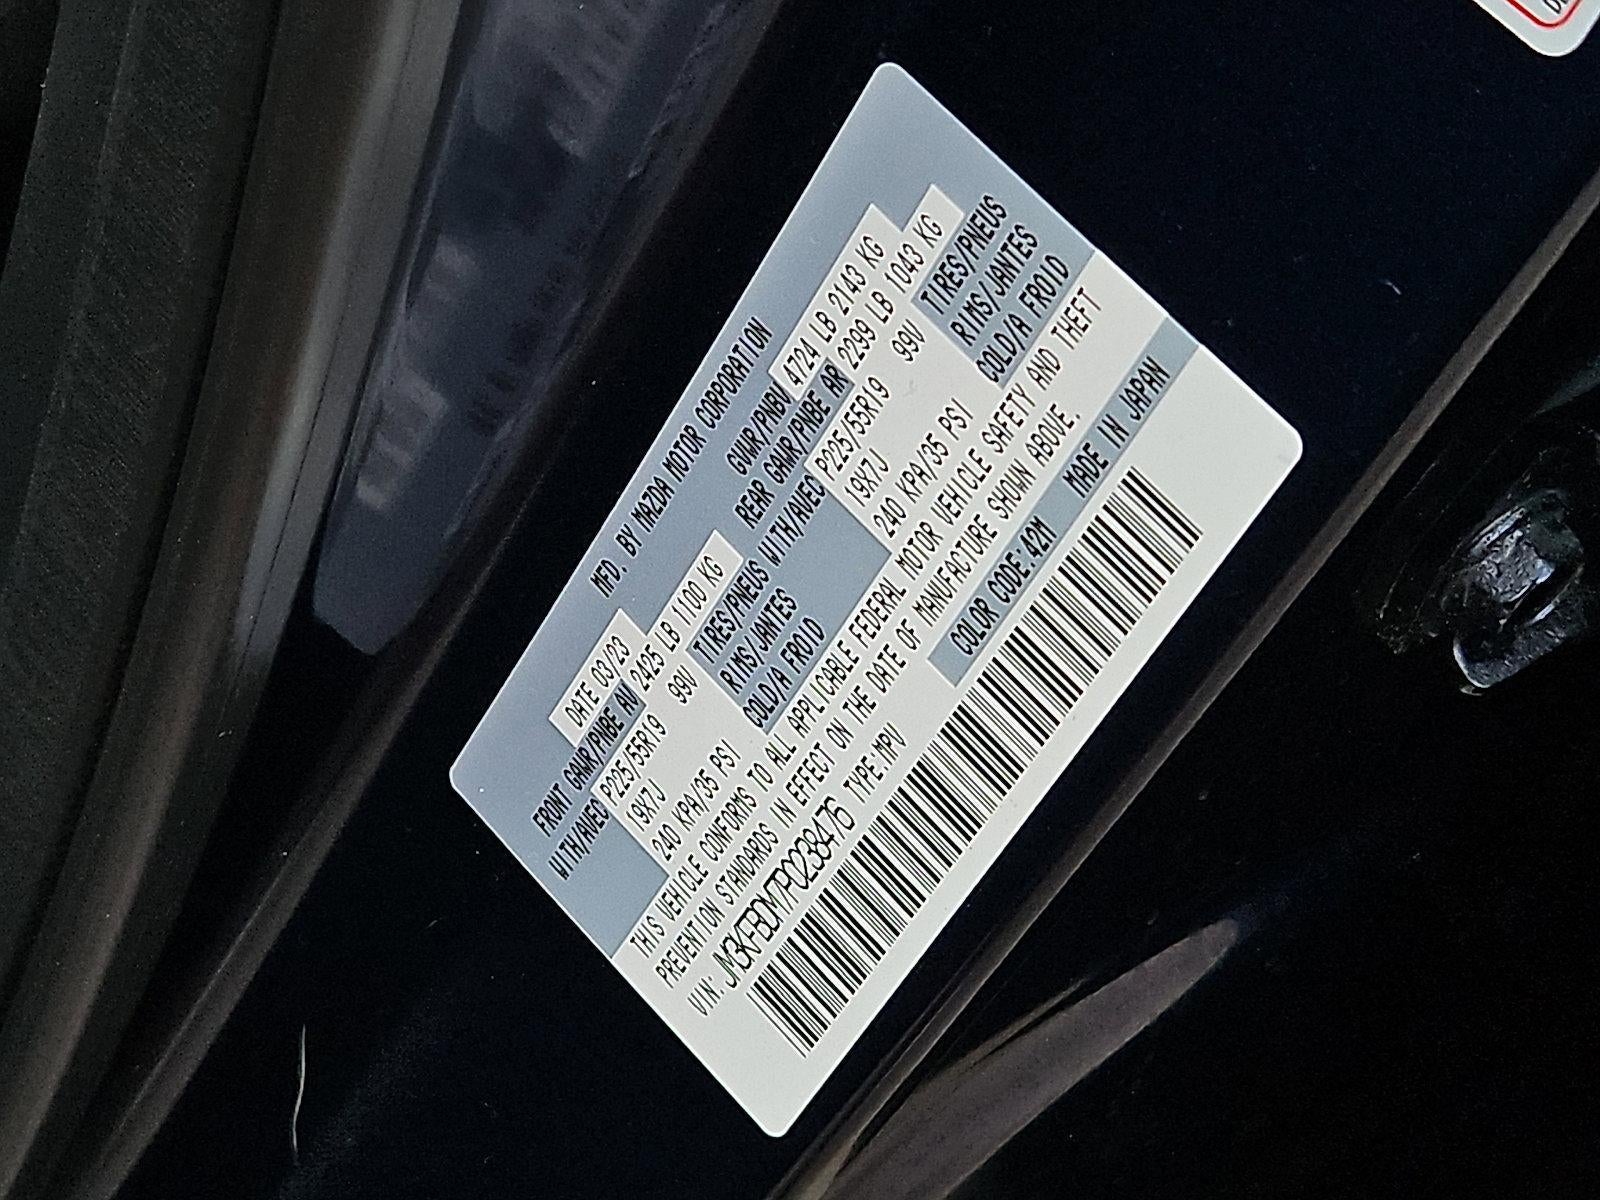 MFD. BY MAZDA MOTOR CORPORATION
DATE 03/23 GVWR/PNBV 4724 LB 2143 KG
FRONT GAWR/PNBE AV 2425 LB 1100 KG REAR GAWR/PNBE AR 2299 LB 1043 KG
WITH/AVEC P225/55R19 99V TIRES/PNEUS WITH/AVEC P225/55R19 99V TIRES/PNEUS
19X7J RIMS/JANTES 19X7J RIMS/JANTES
240 KPA/35 PSI COLD/A FROID 240 KPA/35 PSI COLD/A FROID
THIS VEHICLE CONFORMS TO ALL APPLICABLE FEDERAL MOTOR VEHICLE SAFETY AND THEFT
PREVENTION STANDARDS IN EFFECT ON THE DATE OF MANUFACTURE SHOWN ABOVE.
VIN: JM3KFBDM7P0238476 TYPE:MPV COLOR CODE:42M MADE IN JAPAN